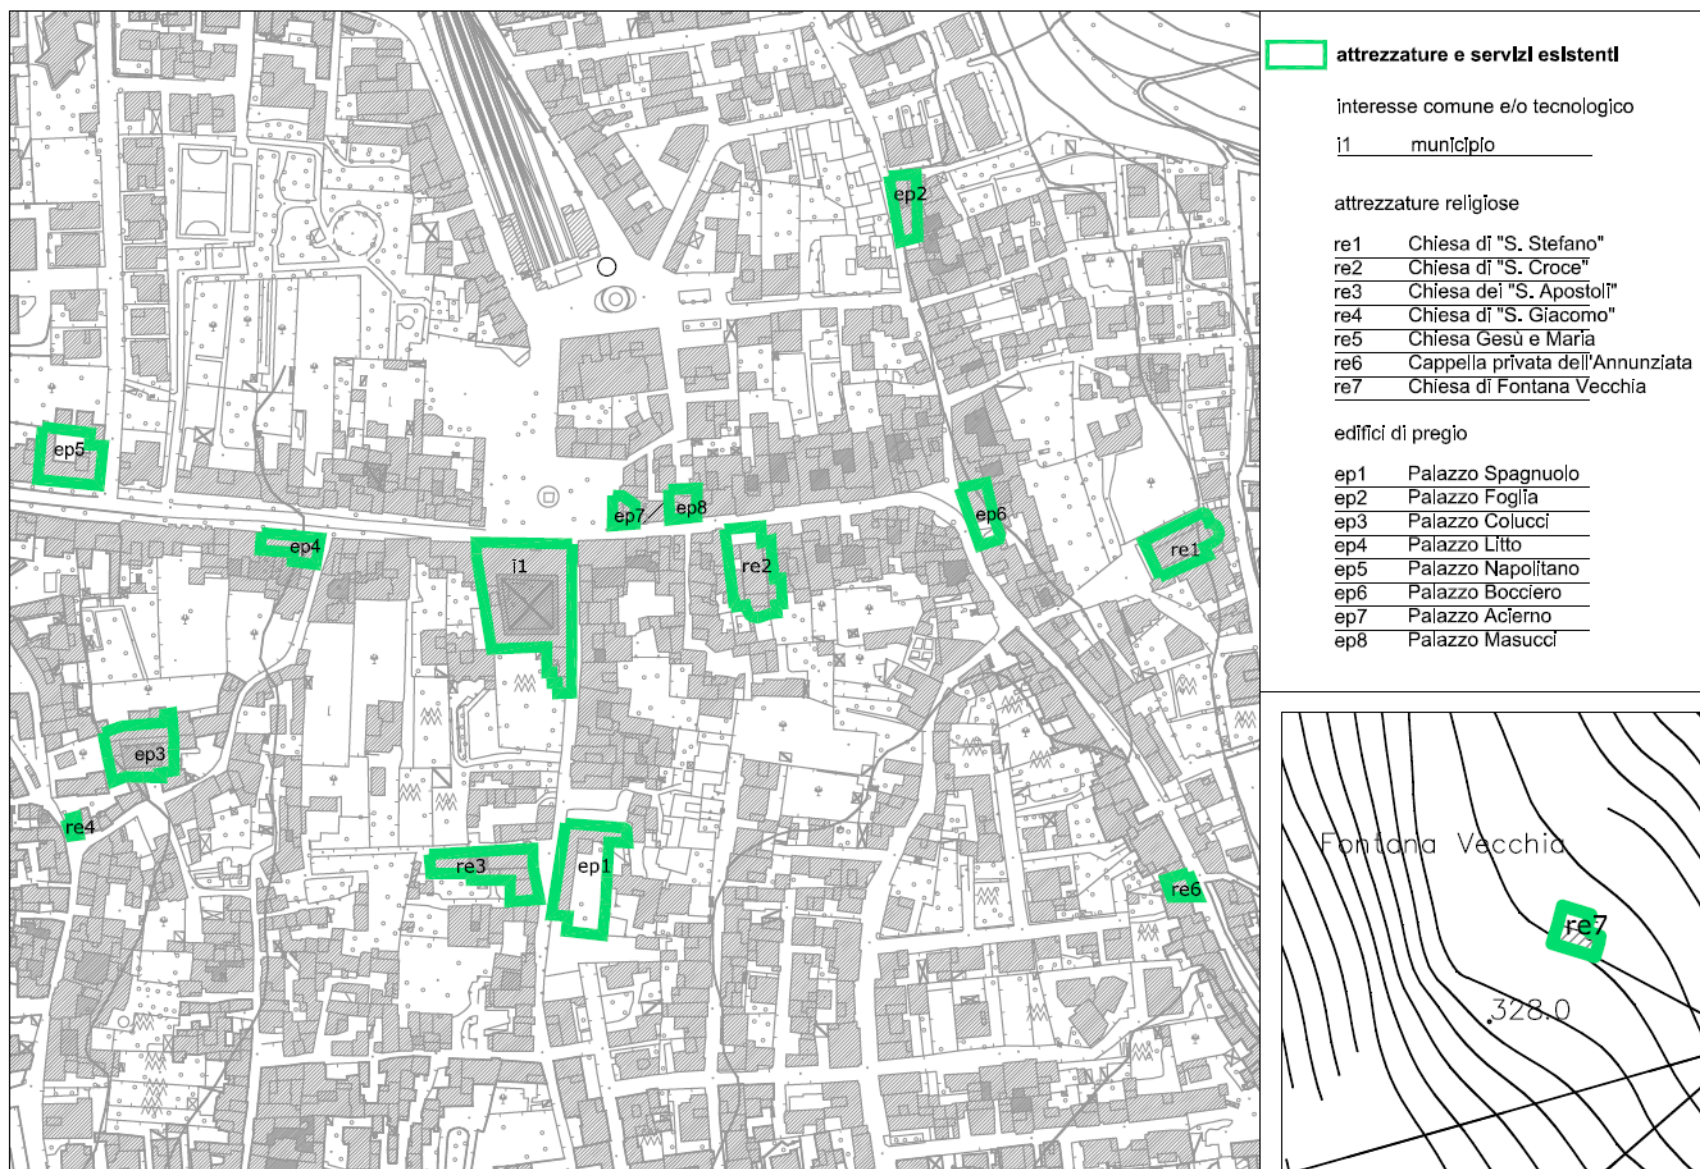 attrezzature e servizi esistenti
interesse comune e/o tecnologico
i1 municipio
attrezzature religiose
re1 Chiesa di "S. Stefano"
re2 Chiesa di "S. Croce"
re3 Chiesa dei "S. Apostoli"
re4 Chiesa di "S. Giacomo"
re5 Chiesa Gesù e Maria
re6 Cappella privata dell'Annunziata
re7 Chiesa di Fontana Vecchia
edifici di pregio
ep1 Palazzo Spagnuolo
ep2 Palazzo Foglia
ep3 Palazzo Colucci
ep4 Palazzo Litto
ep5 Palazzo Napolitano
ep6 Palazzo Bocciero
ep7 Palazzo Acierno
ep8 Palazzo Masucci
ep2
ep5
ep8
ep7
ep6
ep4
re1
i1
re2
ep3
re4
re3
ep1
re6
Fontana Vecchia
re7
328.0